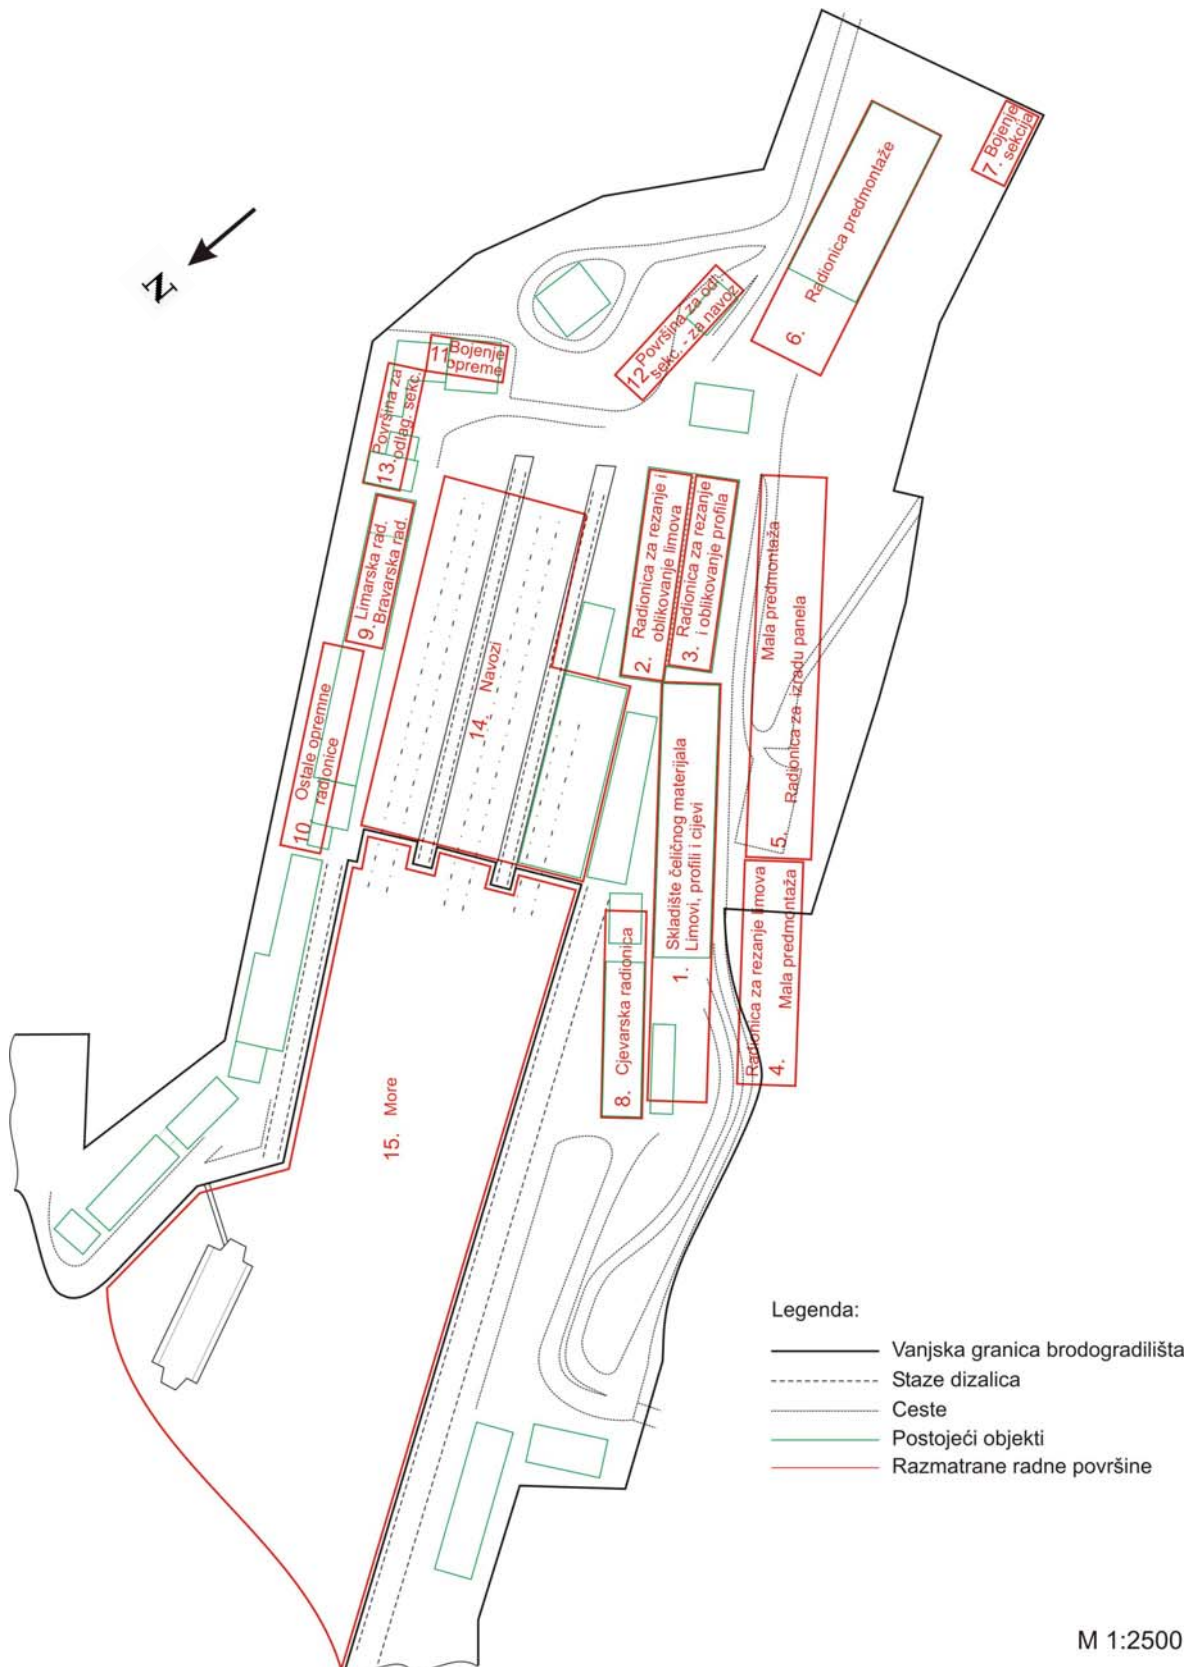 7. Bojenje
sekcija
Radionica predmontaže
6.
N
12.
Površina za odl.
sekc. - za navoz
11.
Bojenje
opreme
13.
Površina za
odlag. sekc.
2.
Radionica za rezanje i
oblikovanje limova
3.
Radionica za rezanje
i oblikovanje profila
Mala predmontaža
Radionica za izradu panela
5.
9.
Limarska rad.
Bravarska rad.
14.
Navozi
10.
Ostale opremne
radionice
1.
Skladište čeličnog materijala
Limovi, profili i cijevi
8. Cjevarska radionica
Radionica za rezanje limova
4.
Mala predmontaža
15. More
Legenda:
Vanjska granica brodogradilišta
Staze dizalica
Ceste
Postojeći objekti
Razmatrane radne površine
M 1:2500